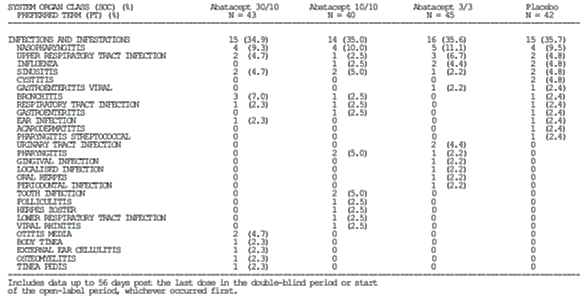 SYSTEM ORGAN CLASS (SOC) (%) Abatacept 30/10 Abatacept 10/10 Abatacept 3/3 Placebo
PREFERRED TERM (PT) (%) N = 43 N = 40 N = 45 N = 42
INFECTIONS AND INFESTATIONS 15 (34.9) 14 (35.0) 16 (35.6) 15 (35.7)
NASOPHARYNGITIS 4 (9.3) 4 (10.0) 5 (11.1) 4 (9.5)
UPPER RESPIRATORY TRACT INFECTION 2 (4.7) 1 (2.5) 3 (6.7) 2 (4.8)
INFLUENZA 0 1 (2.5) 2 (4.4) 2 (4.8)
SINUSITIS 2 (4.7) 2 (5.0) 1 (2.2) 2 (4.8)
CYSTITIS 0 0 0 2 (4.8)
GASTROENTERITIS VIRAL 0 0 1 (2.2) 1 (2.4)
BRONCHITIS 3 (7.0) 1 (2.5) 0 1 (2.4)
RESPIRATORY TRACT INFECTION 1 (2.3) 1 (2.5) 0 1 (2.4)
GASTROENTERITIS 0 1 (2.5) 0 1 (2.4)
EAR INFECTION 1 (2.3) 0 0 1 (2.4)
ACARODERMATITIS 0 0 0 1 (2.4)
PHARYNGITIS STREPTOCOCCAL 0 0 0 1 (2.4)
URINARY TRACT INFECTION 0 0 2 (4.4) 0
PHARYNGITIS 0 2 (5.0) 1 (2.2) 0
GINGIVAL INFECTION 0 0 1 (2.2) 0
LOCALISED INFECTION 0 0 1 (2.2) 0
ORAL HERPES 0 0 1 (2.2) 0
PERIODONTAL INFECTION 0 0 1 (2.2) 0
TOOTH INFECTION 0 2 (5.0) 0 0
FOLLICULITIS 0 1 (2.5) 0 0
HERPES ZOSTER 0 1 (2.5) 0 0
LOWER RESPIRATORY TRACT INFECTION 0 1 (2.5) 0 0
VIRAL RHINITIS 0 1 (2.5) 0 0
OTITIS MEDIA 2 (4.7) 0 0 0
BODY TINEA 1 (2.3) 0 0 0
EXTERNAL EAR CELLULITIS 1 (2.3) 0 0 0
OSTEOMYELITIS 1 (2.3) 0 0 0
TINEA PEDIS 1 (2.3) 0 0 0
Includes data up to 56 days post the last dose in the double-blind period or start
of the open-label period, whichever occurred first.